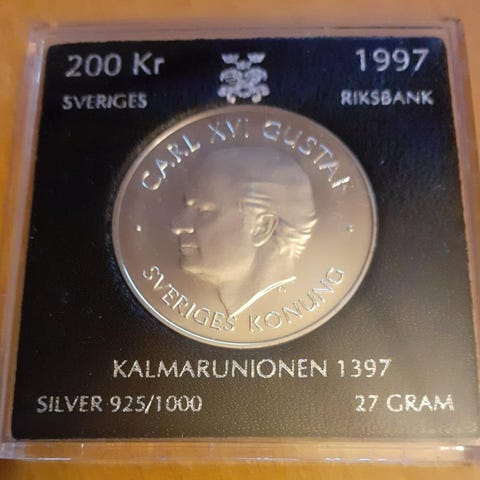 200 Kr 1997
SVERIGES RIKSBANK
CARL XVI GUSTAF
SVERIGES KONUNG
KALMARUNIONEN 1397
SILVER 925/1000 27 GRAM